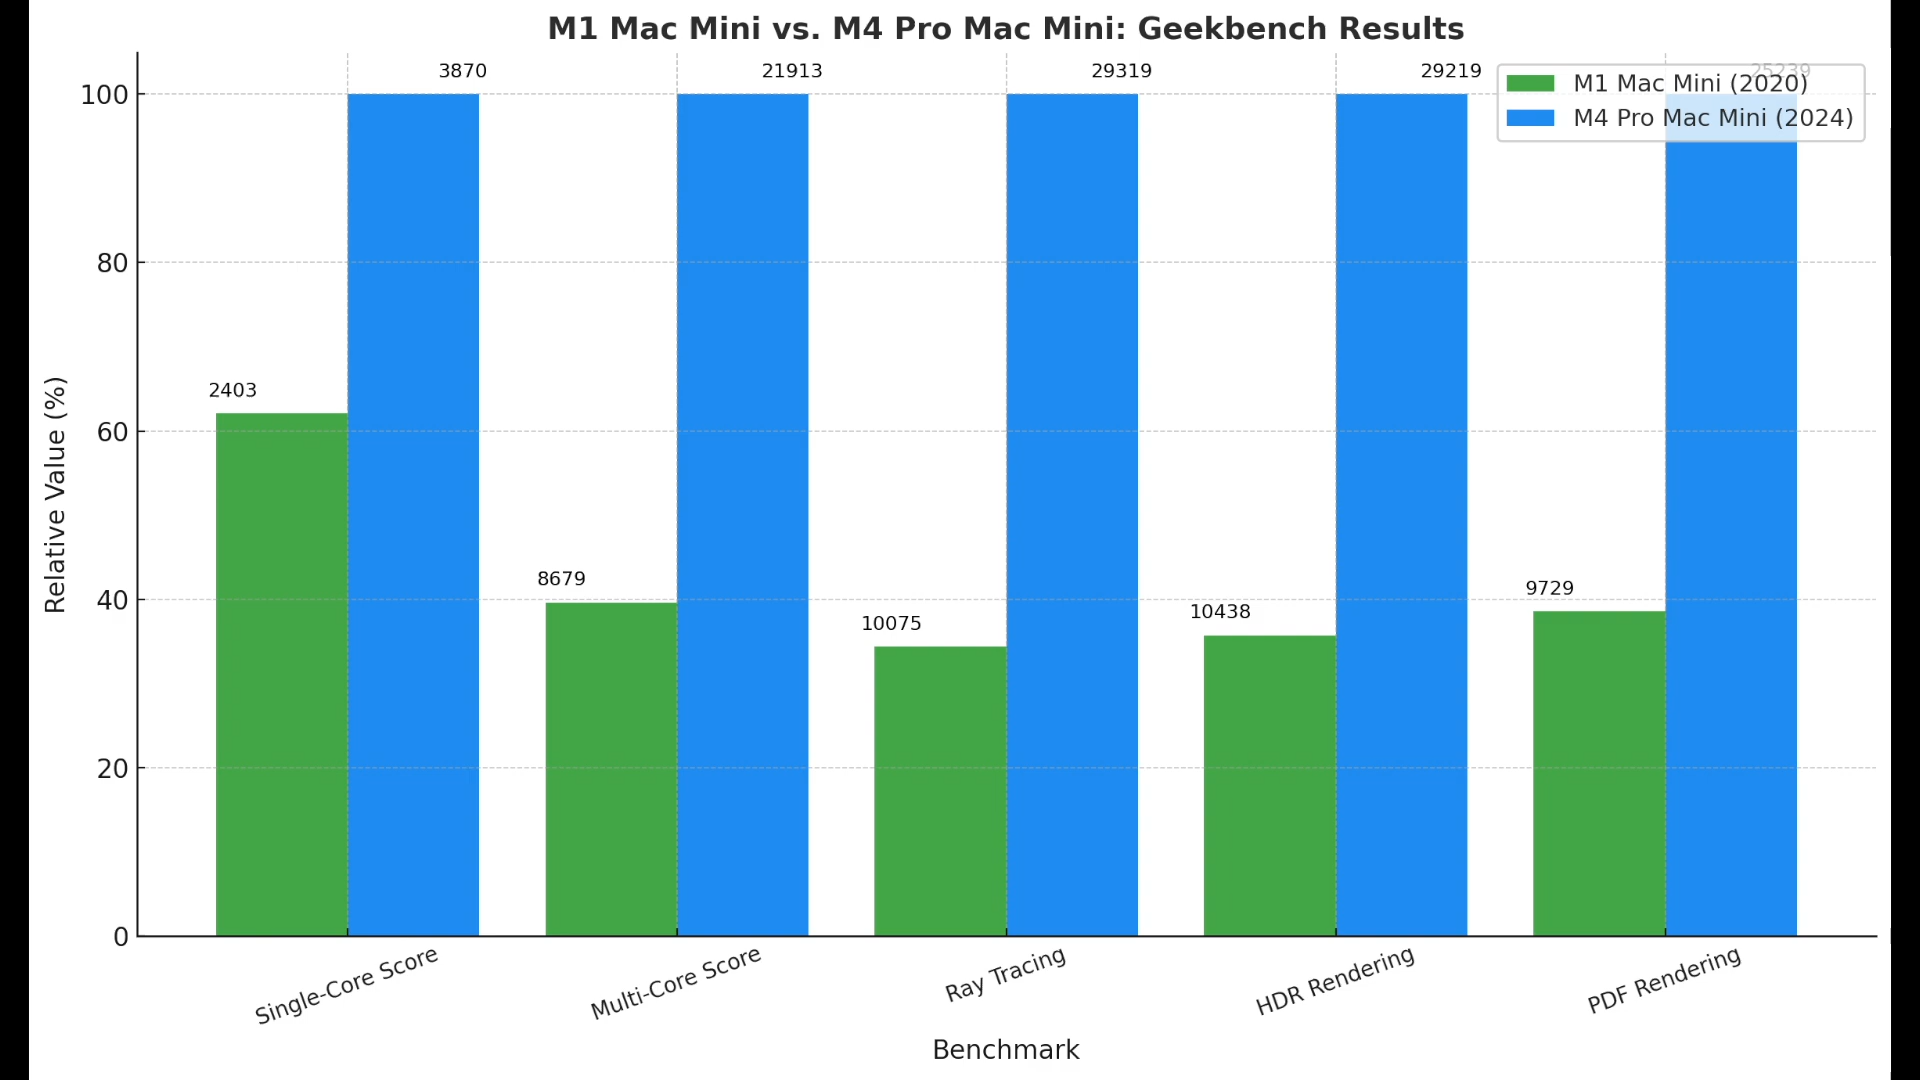 M1 Mac Mini vs. M4 Pro Mac Mini: Geekbench Results
3870
21913
29319
29219
25239
M1 Mac Mini (2020)
M4 Pro Mac Mini (2024)
100
80
60
40
20
0
Relative Value (%)
2403
8679
10075
10438
9729
Single-Core Score
Multi-Core Score
Ray Tracing
HDR Rendering
PDF Rendering
Benchmark